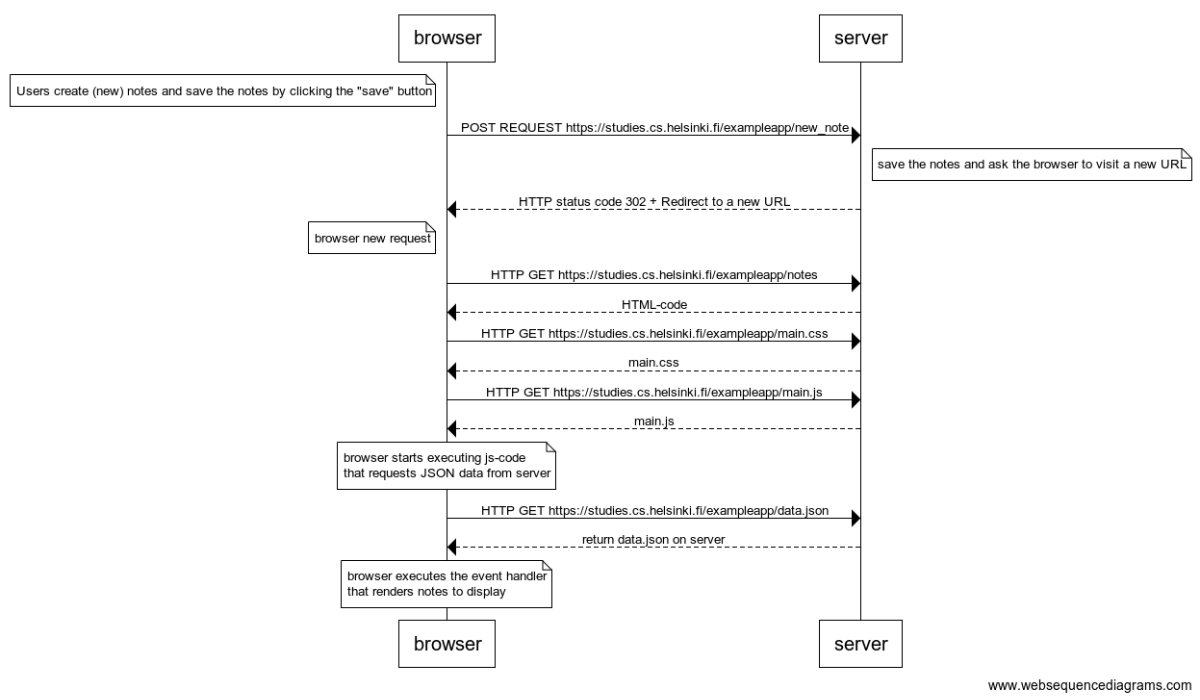 browser
server
Users create (new) notes and save the notes by clicking the "save" button
POST REQUEST https://studies.cs.helsinki.fi/exampleapp/new_note
save the notes and ask the browser to visit a new URL
HTTP status code 302 + Redirect to a new URL
browser new request
HTTP GET https://studies.cs.helsinki.fi/exampleapp/notes
HTML-code
HTTP GET https://studies.cs.helsinki.fi/exampleapp/main.css
main.css
HTTP GET https://studies.cs.helsinki.fi/exampleapp/main.js
main.js
browser starts executing js-code
that requests JSON data from server
HTTP GET https://studies.cs.helsinki.fi/exampleapp/data.json
return data.json on server
browser executes the event handler
that renders notes to display
browser
server
www.websequencediagrams.com